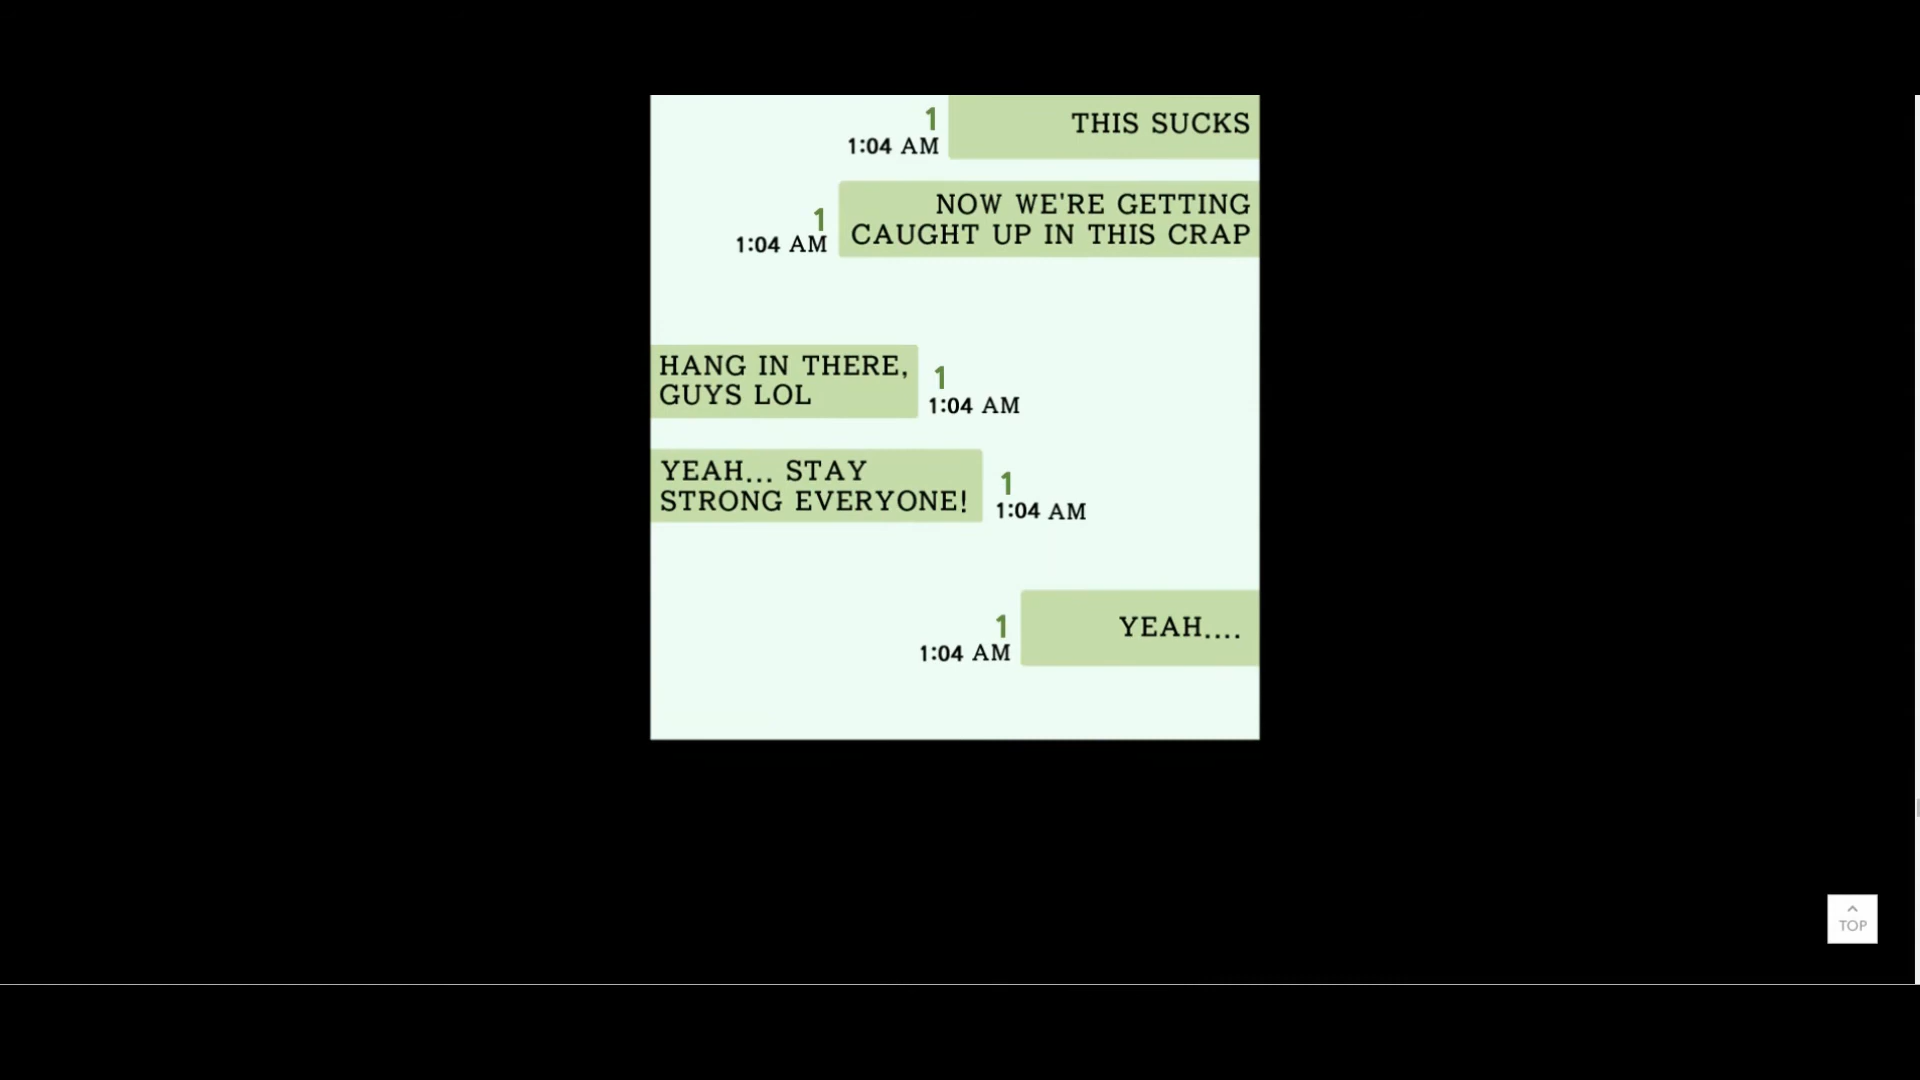 THIS SUCKS
1
1:04 AM
NOW WE'RE GETTING
CAUGHT UP IN THIS CRAP
1
1:04 AM
HANG IN THERE,
GUYS LOL
1
1:04 AM
YEAH... STAY
STRONG EVERYONE!
1
1:04 AM
YEAH....
1
1:04 AM
TOP